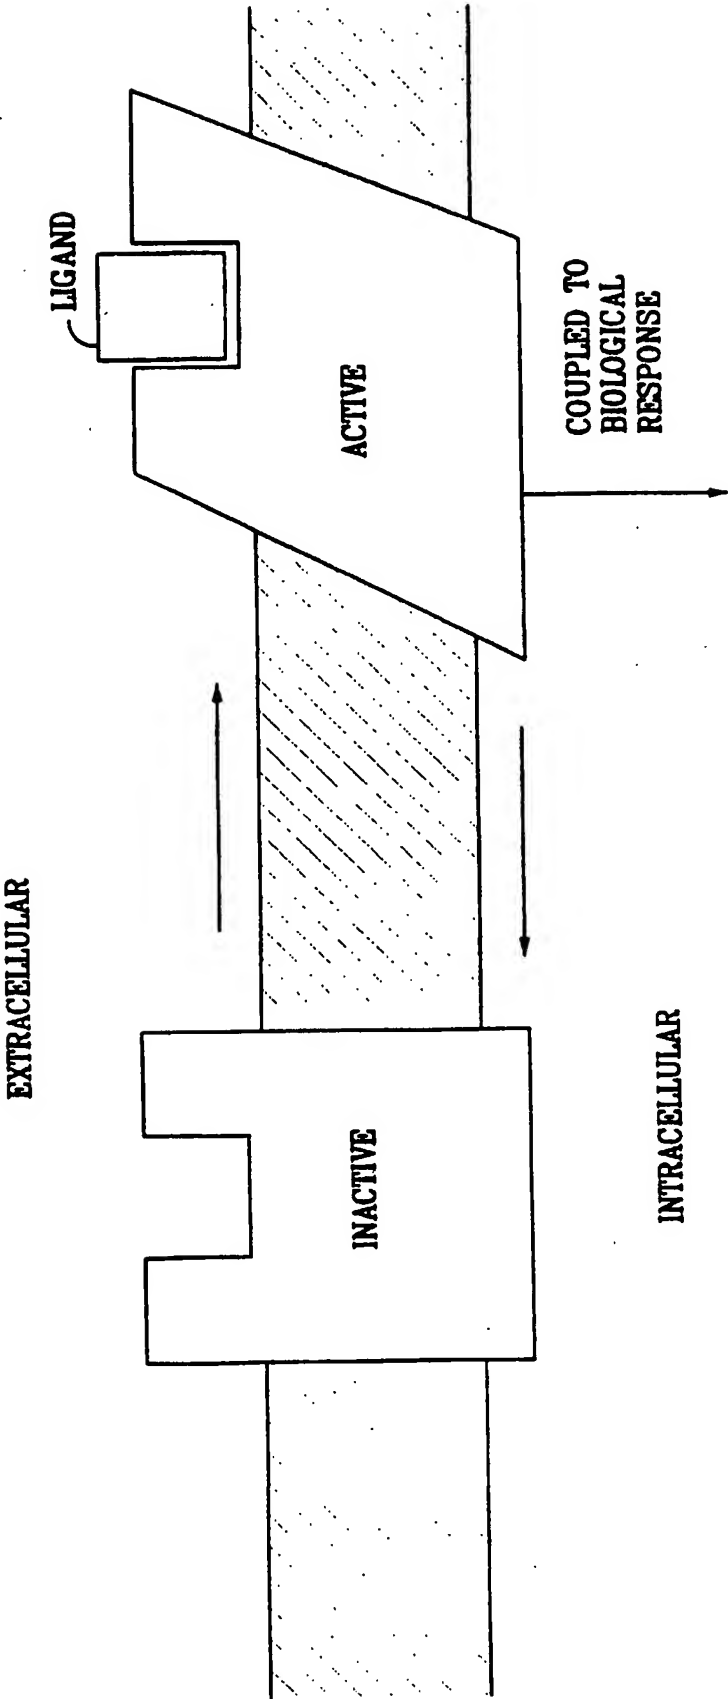 EXTRACELLULAR
LIGAND
INACTIVE
ACTIVE
INTRACELLULAR
COUPLED TO
BIOLOGICAL
RESPONSE